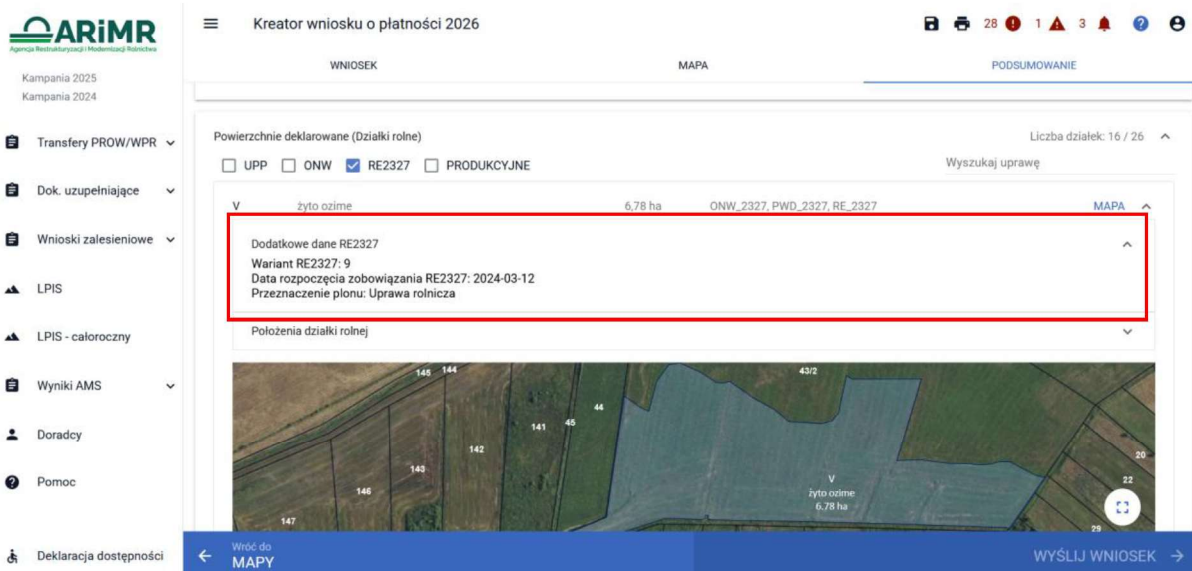 ARiMR
Agencja Restrukturyzacji i Modernizacji Rolnictwa
Kampania 2025
Kampania 2024
Transfery PROW/WPR
Dok. uzupełniające
Wnioski zalesieniowe
LPIS
LPIS - całoroczny
Wyniki AMS
Doradcy
Pomoc
Deklaracja dostępności
Kreator wniosku o płatności 2026
28 1 3
WNIOSEK MAPA PODSUMOWANIE
Powierzchnie deklarowane (Działki rolne) Liczba działek: 16 / 26
UPP ONW RE2327 PRODUKCYJNE Wyszukaj uprawę
V żyto ozime 6,78 ha ONW_2327, PWD_2327, RE_2327 MAPA
Dodatkowe dane RE2327
Wariant RE2327: 9
Data rozpoczęcia zobowiązania RE2327: 2024-03-12
Przeznaczenie plonu: Uprawa rolnicza
Położenia działki rolnej
145 144 43/2
44
141 45
142 20
143 V 22
146 żyto ozime
6.78 ha
147 29
Wróć do
MAPY WYŚLIJ WNIOSEK